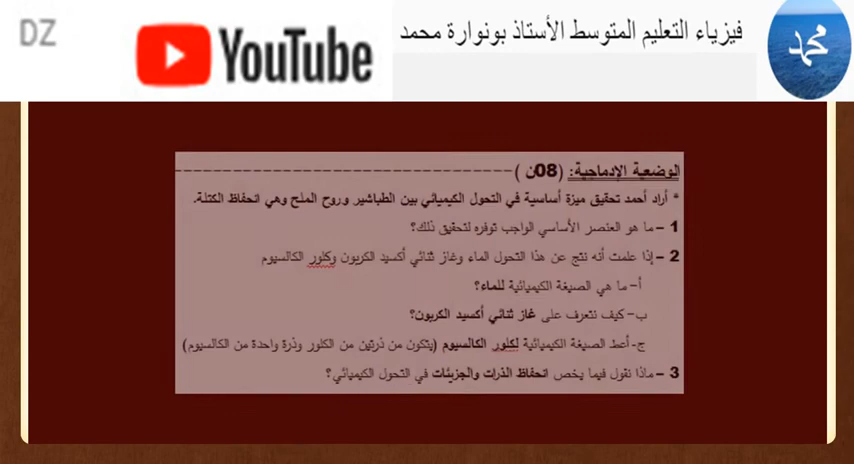 DZ
YouTube
فيزياء التعليم المتوسط الأستاذ بونوارة محمد
محمد
الوضعية الإدماجية: (08ن )--------------------------------------------
* أراد أحمد تحقيق ميزة أساسية في التحول الكيميائي بين الطباشير وروح الملح وهي انحفاظ الكتلة.
1 – ما هو العنصر الأساسي الواجب توفره لتحقيق ذلك؟
2 – إذا علمت أنه نتج عن هذا التحول الماء وغاز ثنائي أكسيد الكربون وكلور الكالسيوم
أ– ما هي الصيغة الكيميائية للماء؟
ب– كيف نتعرف على غاز ثنائي أكسيد الكربون؟
ج- أعط الصيغة الكيميائية لكلور الكالسيوم (يتكون من ذرتين من الكلور وذرة واحدة من الكالسيوم)
3 – ماذا تقول فيما يخص انحفاظ الذرات والجزيئات في التحول الكيميائي؟